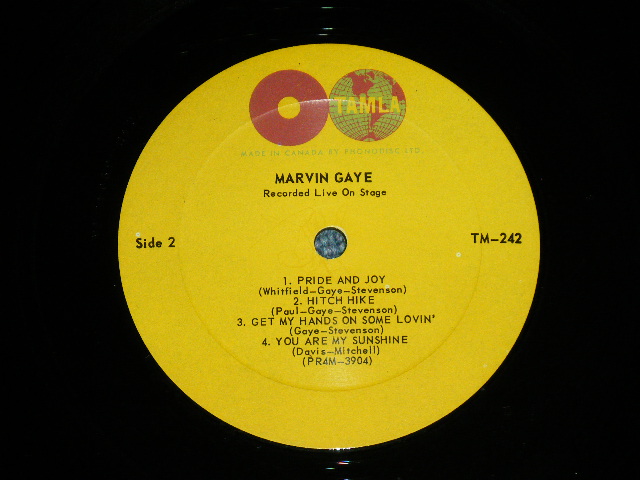 TAMLA
MADE IN CANADA BY PHONODISC LTD.
MARVIN GAYE
Recorded Live On Stage
Side 2
TM-242
1. PRIDE AND JOY
(Whitfield-Gaye-Stevenson)
2. HITCH HIKE
(Paul-Gaye-Stevenson)
3. GET MY HANDS ON SOME LOVIN'
(Gaye-Stevenson)
4. YOU ARE MY SUNSHINE
(Davis-Mitchell)
(PR4M-3904)